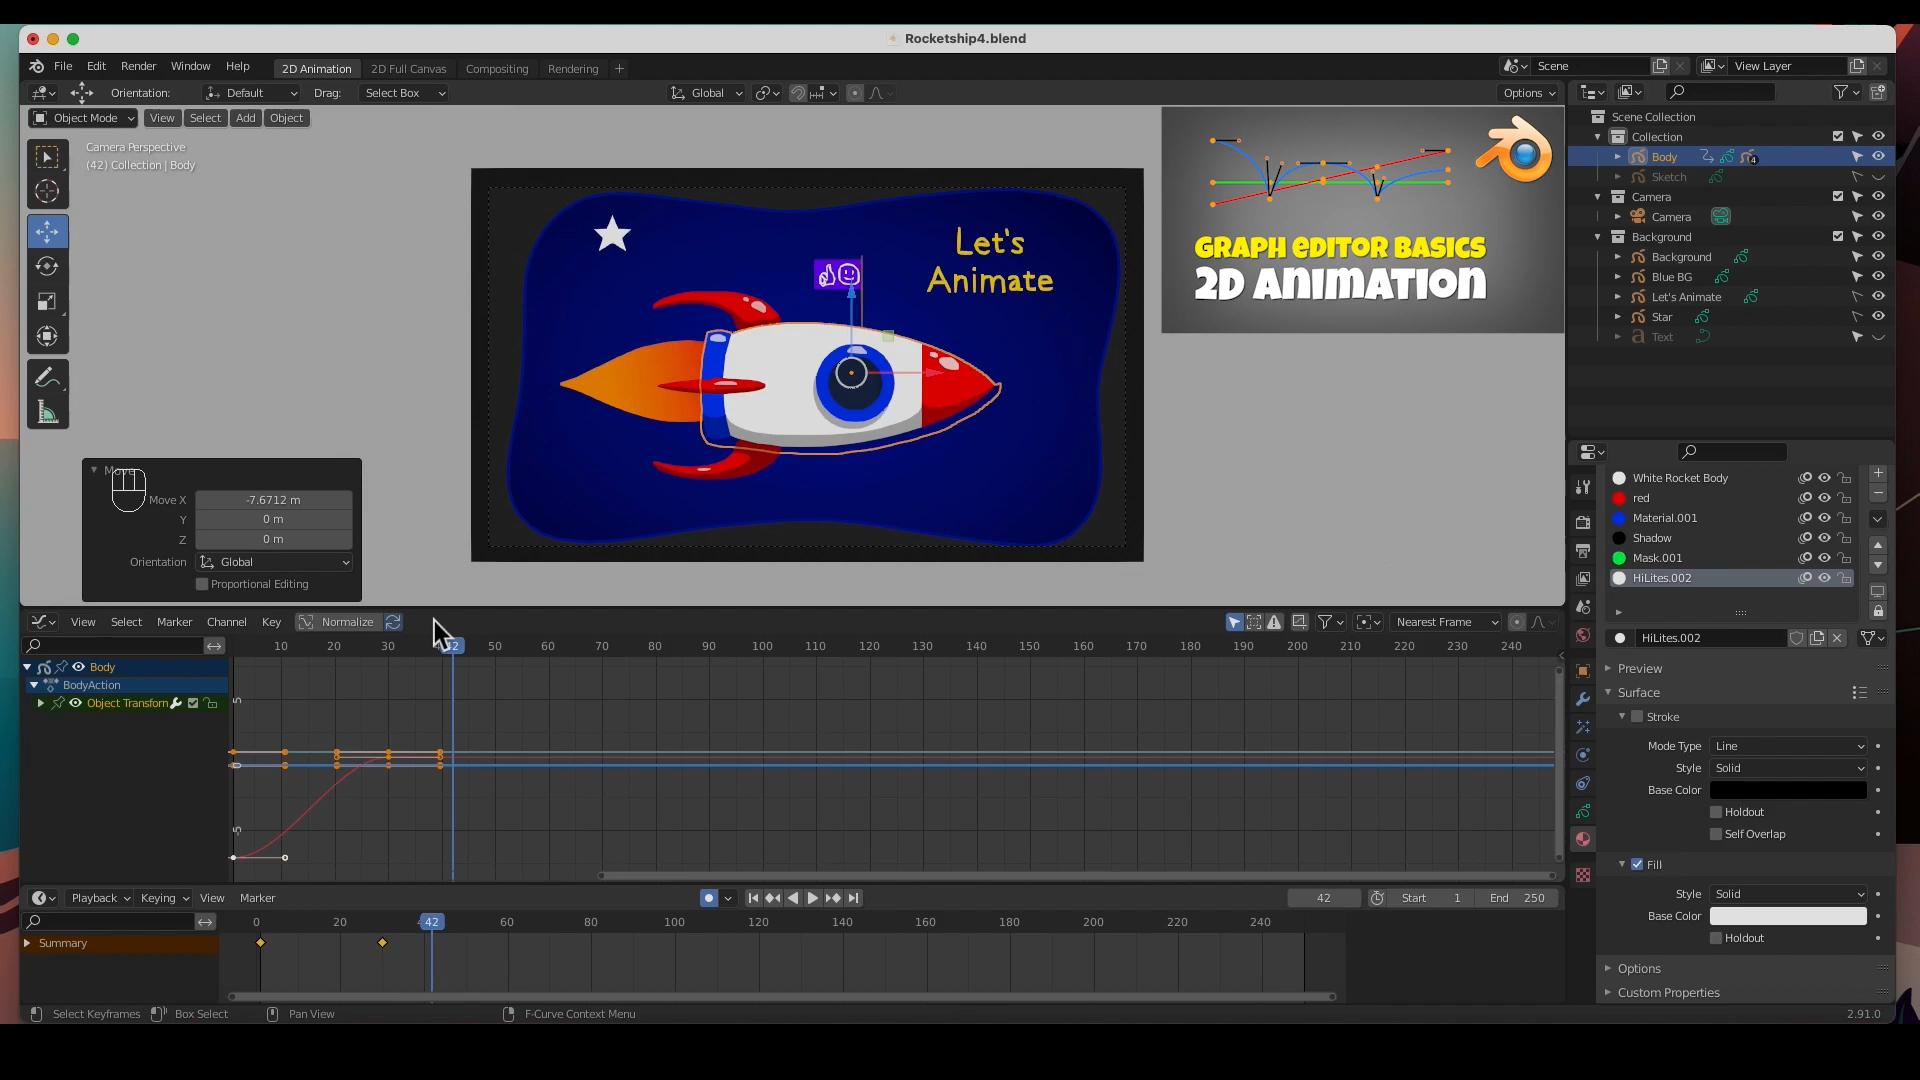 Rocketship4.blend
File Edit Render Window Help 2D Animation 2D Full Canvas Compositing Rendering + Scene View Layer
Orientation: Default Drag: Select Box Global Options
Object Mode View Select Add Object
Camera Perspective
(42) Collection | Body
Let's
Animate
GRAPH EDITOR BASICS
2D ANIMATION
Scene Collection
Collection
Body
4
Sketch
Camera
Camera
Background
Background
Blue BG
Let's Animate
Star
Text
Move X -7.6712 m
Y 0 m
Z 0 m
Orientation Global
Proportional Editing
White Rocket Body
red
Material.001
Shadow
Mask.001
HiLites.002
HiLites.002
Preview
Surface
Stroke
Mode Type Line
Style Solid
Base Color
Holdout
Self Overlap
Fill
Style Solid
Base Color
Holdout
Options
Custom Properties
View Select Marker Channel Key Normalize Nearest Frame
10 20 30 42 50 60 70 80 90 100 110 120 130 140 150 160 170 180 190 200 210 220 230 240
Body
BodyAction
Object Transforn
5
0
-5
Playback Keying View Marker 42 Start 1 End 250
0 20 42 60 80 100 120 140 160 180 200 220 240
Summary
Select Keyframes Box Select Pan View F-Curve Context Menu 2.91.0